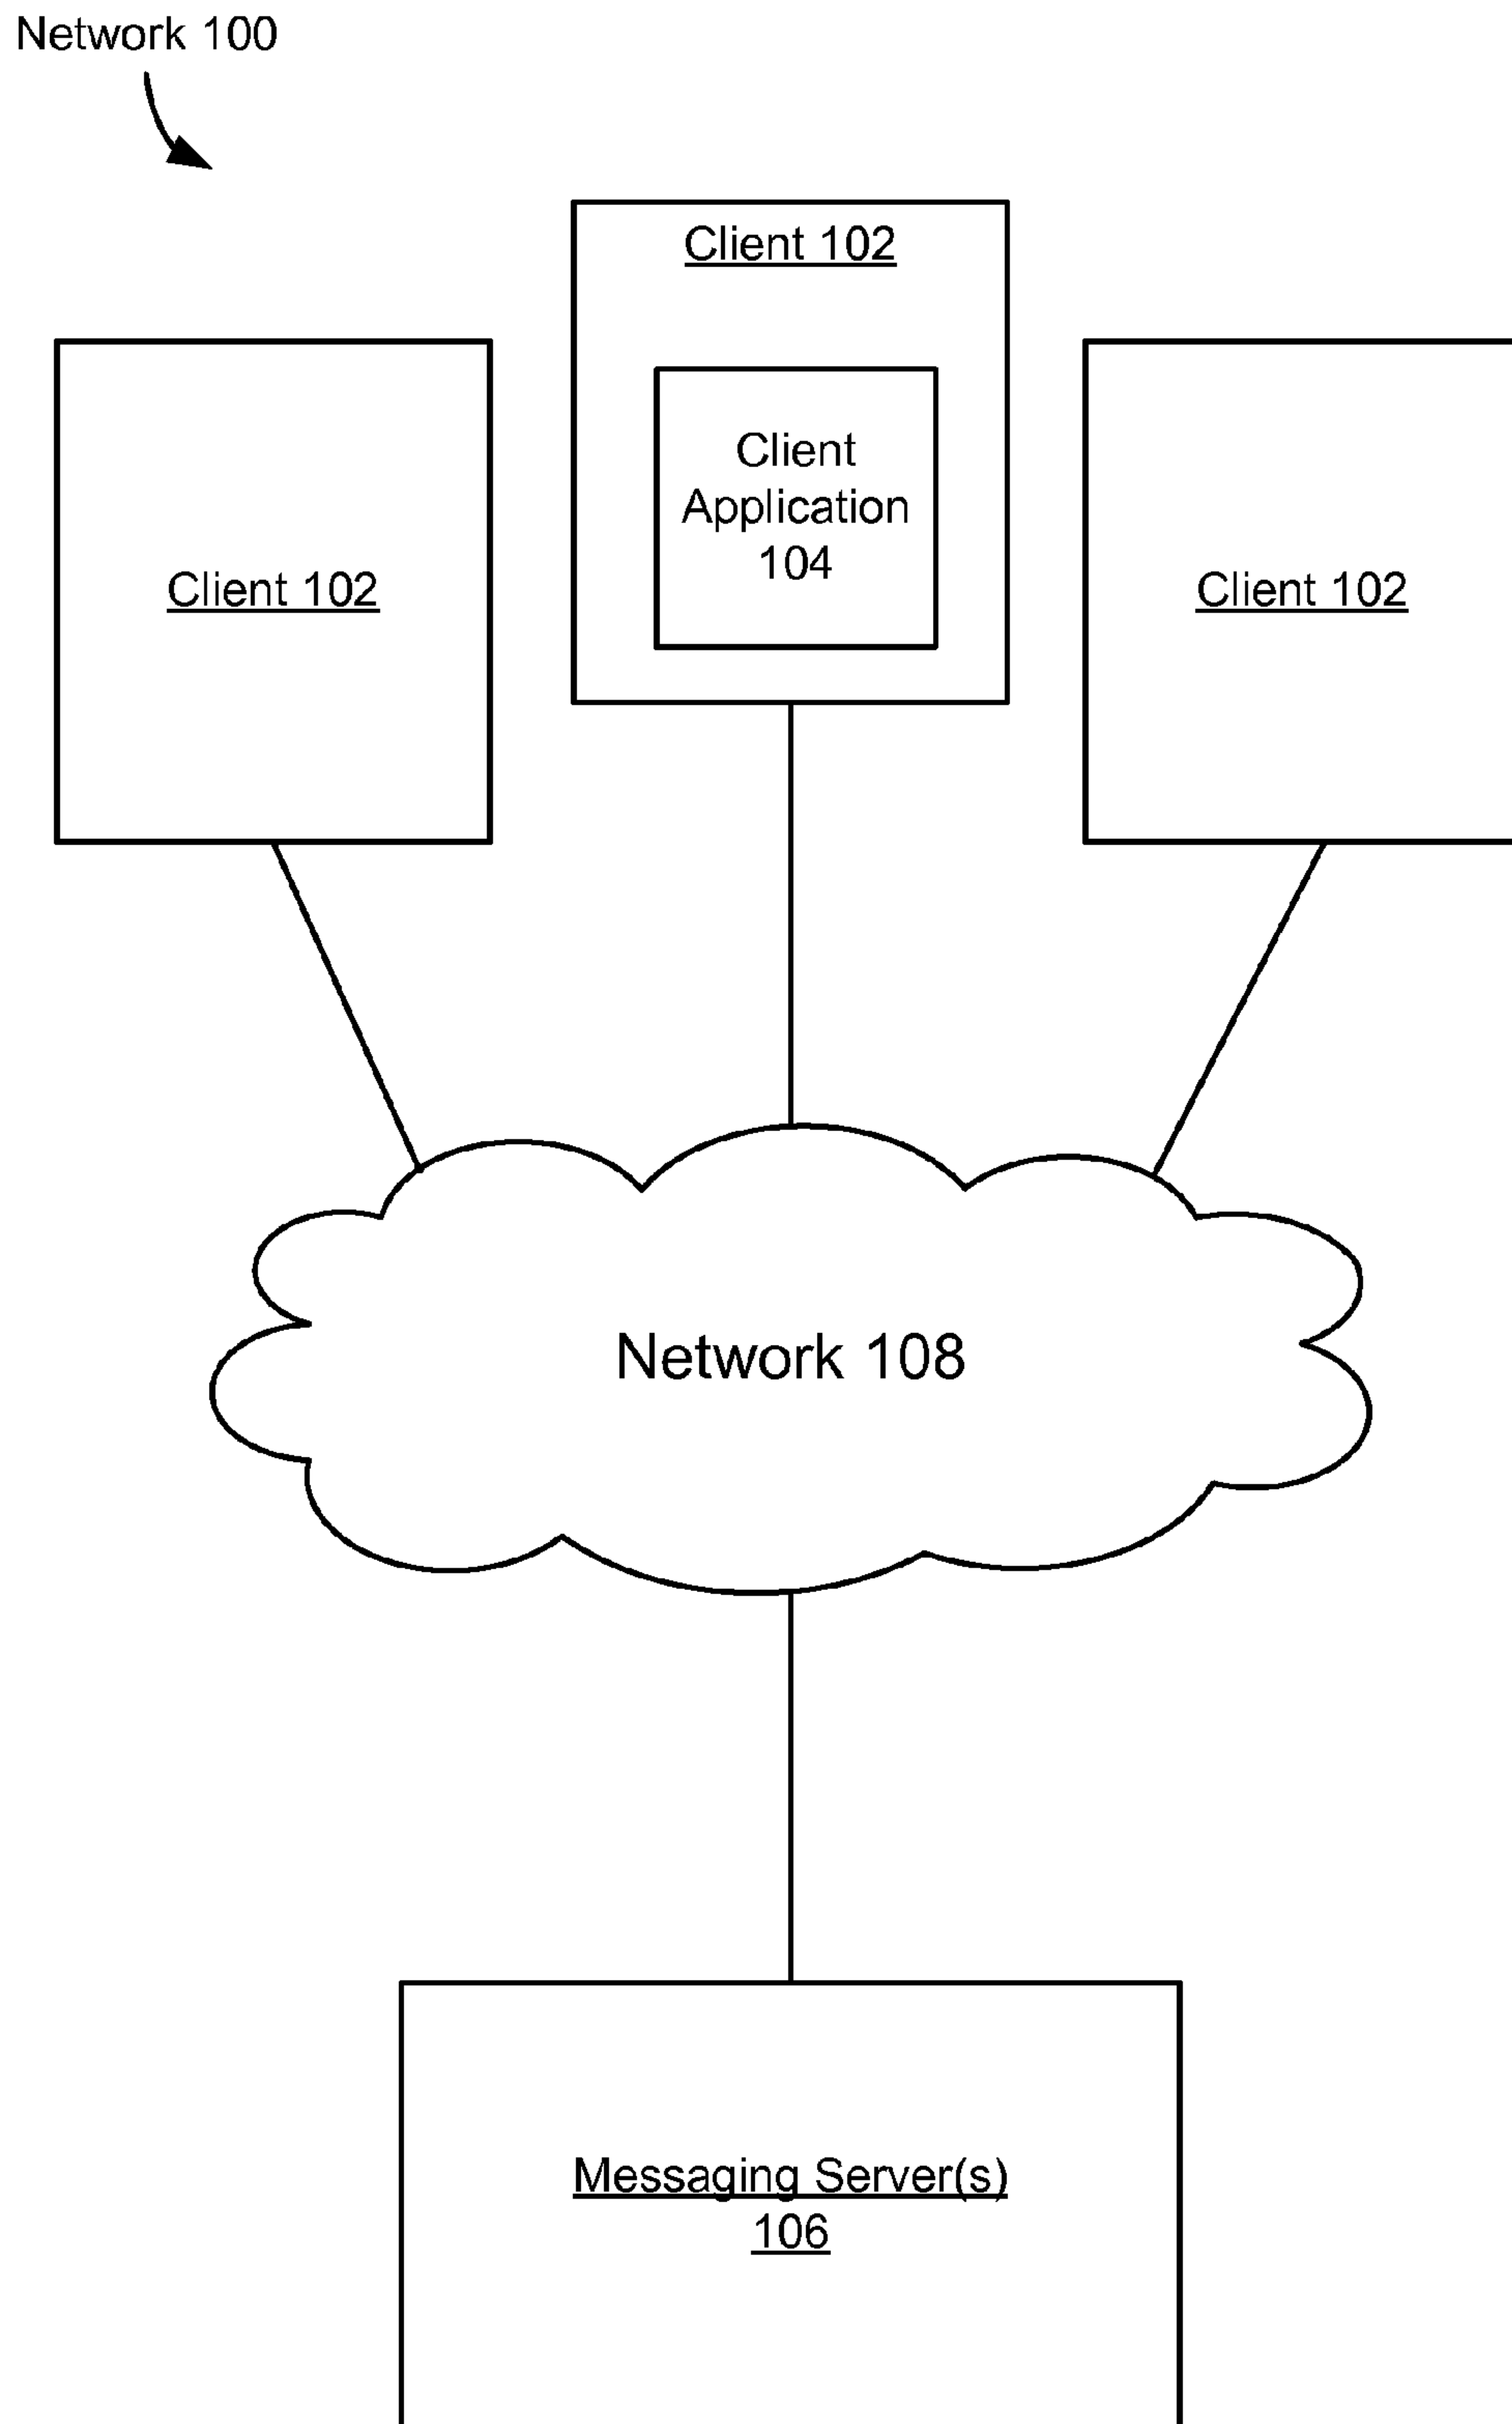 Network 100
Client 102
Client
Application
104
Client 102
Client 102
Network 108
Messaging Server(s)
106